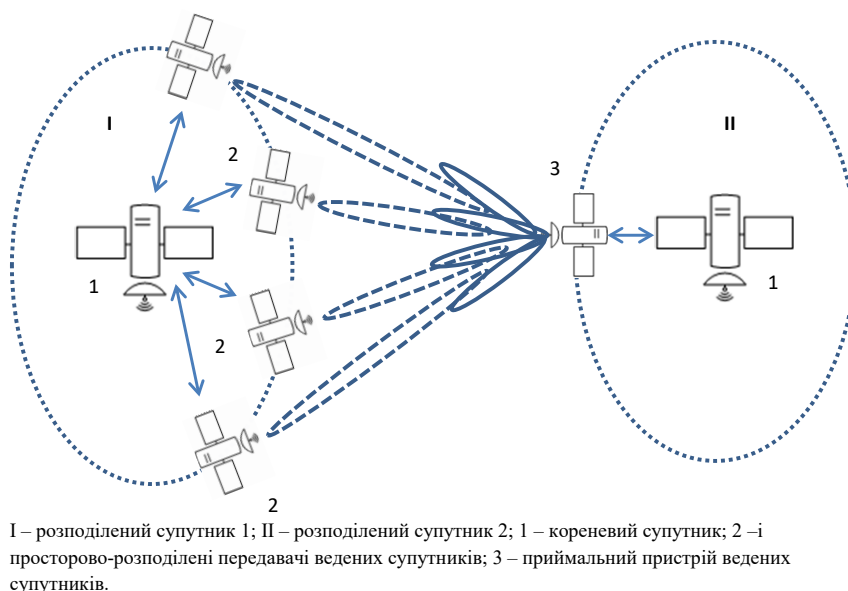 I
II
2
3
1
1
2
2
I – розподілений супутник 1; II – розподілений супутник 2; 1 – кореневий супутник; 2 –і
просторово-розподілені передавачі ведених супутників; 3 – приймальний пристрій ведених
супутників.